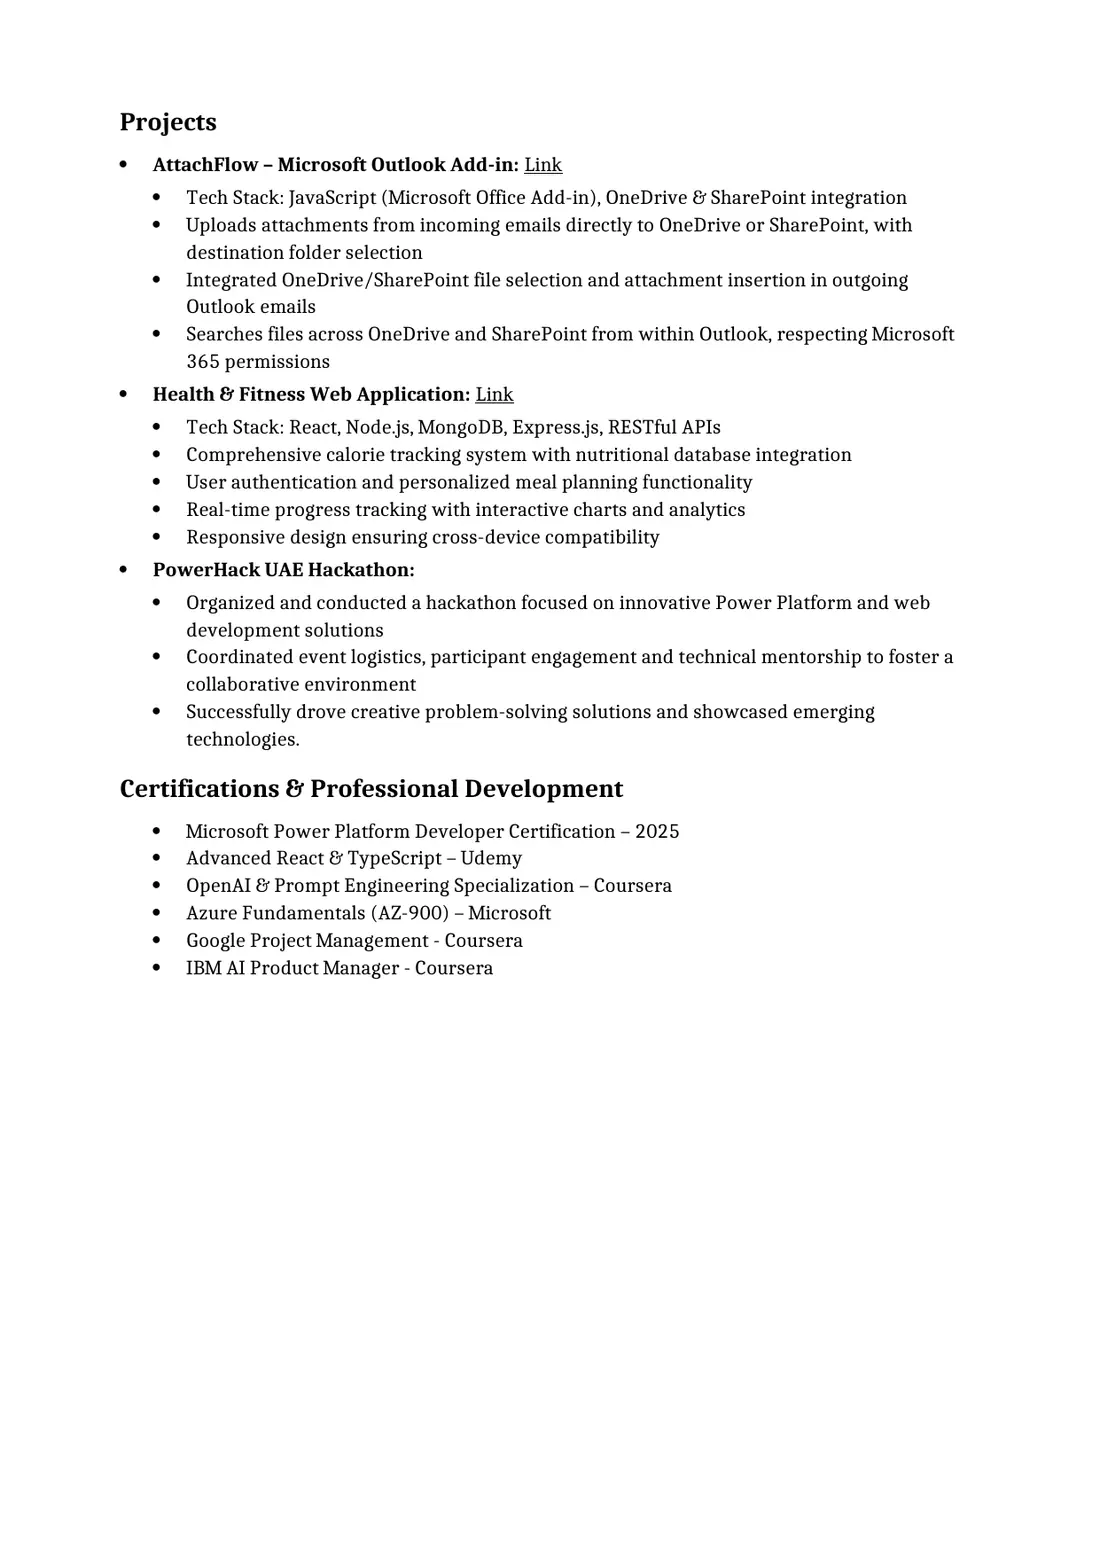 Projects
• AttachFlow – Microsoft Outlook Add-in: Link
• Tech Stack: JavaScript (Microsoft Office Add-in), OneDrive & SharePoint integration
• Uploads attachments from incoming emails directly to OneDrive or SharePoint, with
destination folder selection
• Integrated OneDrive/SharePoint file selection and attachment insertion in outgoing
Outlook emails
• Searches files across OneDrive and SharePoint from within Outlook, respecting Microsoft
365 permissions
• Health & Fitness Web Application: Link
• Tech Stack: React, Node.js, MongoDB, Express.js, RESTful APIs
• Comprehensive calorie tracking system with nutritional database integration
• User authentication and personalized meal planning functionality
• Real-time progress tracking with interactive charts and analytics
• Responsive design ensuring cross-device compatibility
• PowerHack UAE Hackathon:
• Organized and conducted a hackathon focused on innovative Power Platform and web
development solutions
• Coordinated event logistics, participant engagement and technical mentorship to foster a
collaborative environment
• Successfully drove creative problem-solving solutions and showcased emerging
technologies.
Certifications & Professional Development
• Microsoft Power Platform Developer Certification – 2025
• Advanced React & TypeScript – Udemy
• OpenAI & Prompt Engineering Specialization – Coursera
• Azure Fundamentals (AZ-900) – Microsoft
• Google Project Management - Coursera
• IBM AI Product Manager - Coursera